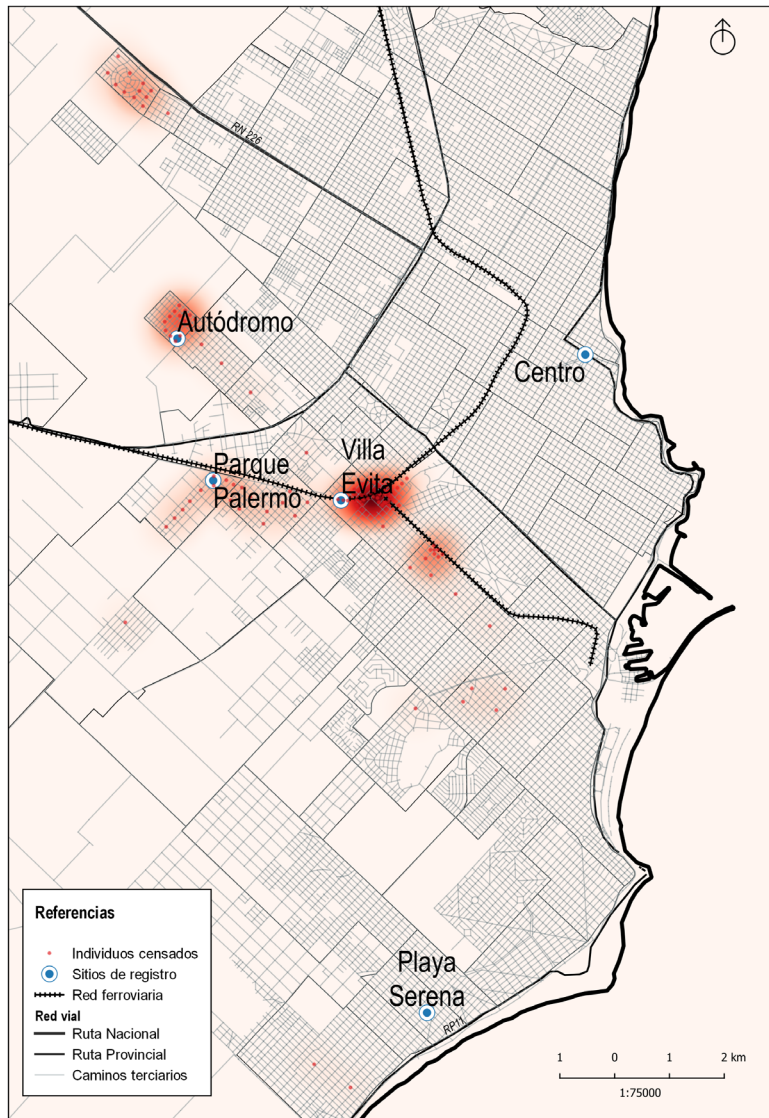 RN 226
Autódromo
Centro
Villa
Evita
Parque
Palermo
Playa
Serena
RP11
Referencias
Individuos censados
Sitios de registro
Red ferroviaria
Red vial
Ruta Nacional
Ruta Provincial
Caminos terciarios
1 0 1 2 km
1:75000